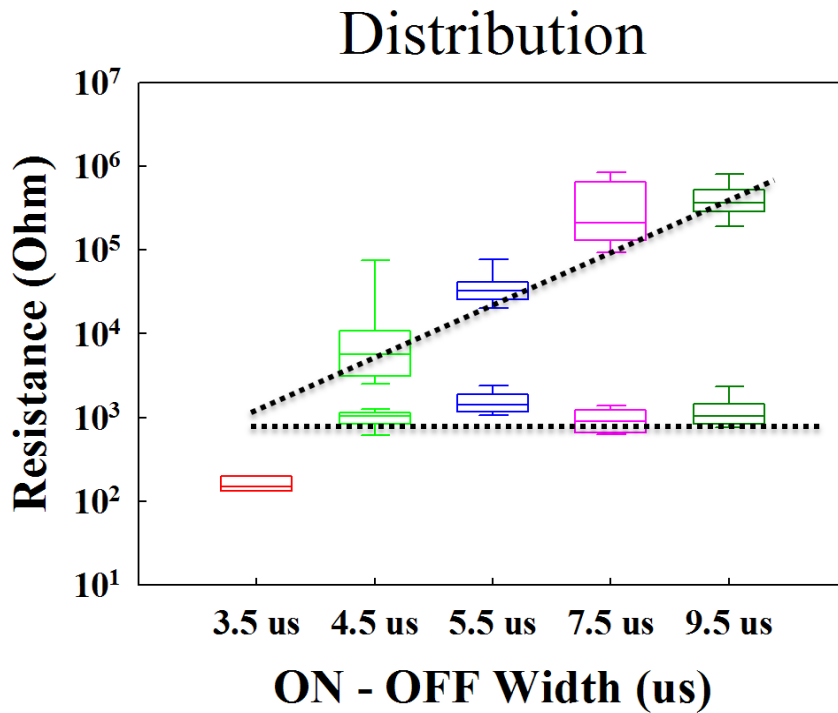 Distribution
Resistance (Ohm)
10⁷
10⁶
10⁵
10⁴
10³
10²
10¹
3.5 us 4.5 us 5.5 us 7.5 us 9.5 us
ON - OFF Width (us)